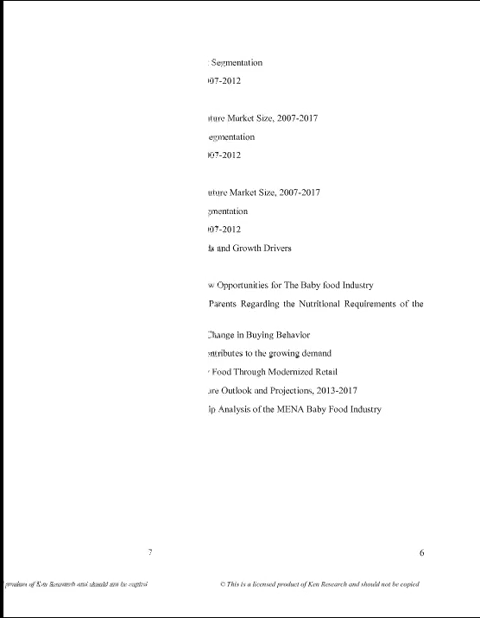 Segmentation
07-2012
ture Market Size, 2007-2017
egmentation
07-2012
uture Market Size, 2007-2017
gmentation
07-2012
ds and Growth Drivers
w Opportunities for The Baby food Industry
Parents Regarding the Nutritional Requirements of the
Change in Buying Behavior
ntributes to the growing demand
Food Through Modernized Retail
ure Outlook and Projections, 2013-2017
ip Analysis of the MENA Baby Food Industry
7
6
product of Ken Research and should not be copied
© This is a licensed product of Ken Research and should not be copied